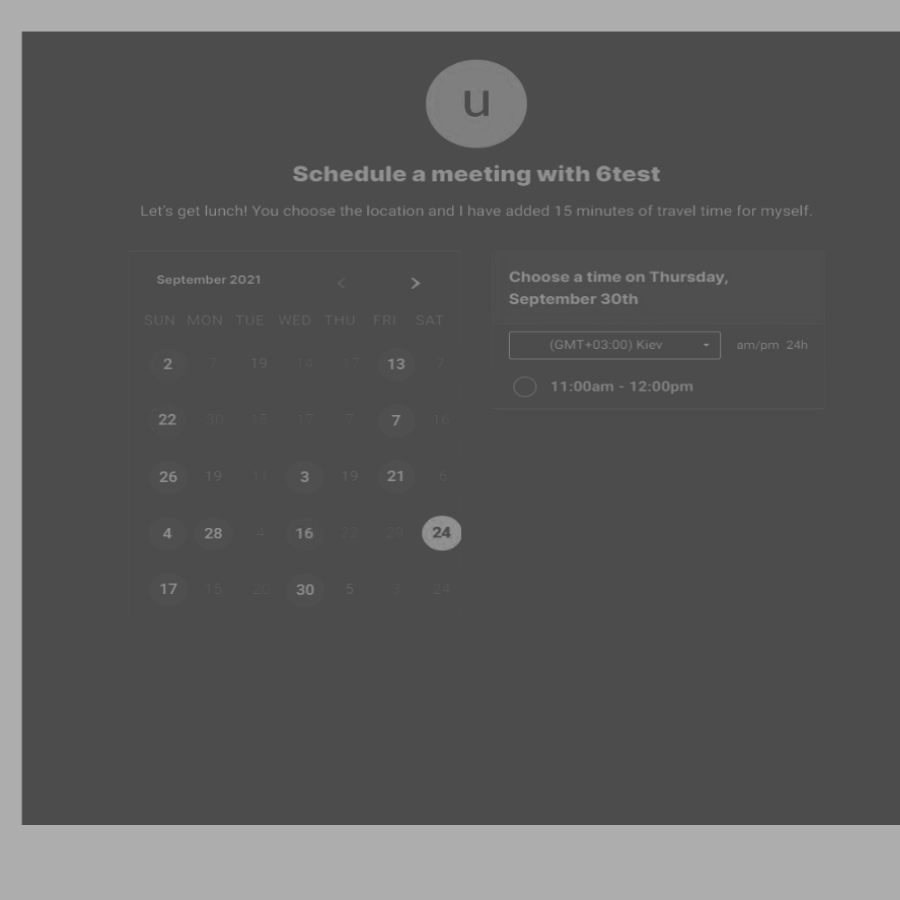 u
Schedule a meeting with 6test
Let's get lunch! You choose the location and I have added 15 minutes of travel time for myself.
September 2021
SUN MON TUE WED THU FRI SAT
2 7 19 14 17 13 7
22 30 15 17 7 7 16
26 19 11 3 19 21 6
4 28 4 16 22 29 24
17 15 20 30 5 3 24
Choose a time on Thursday,
September 30th
(GMT+03:00) Kiev am/pm 24h
11:00am - 12:00pm